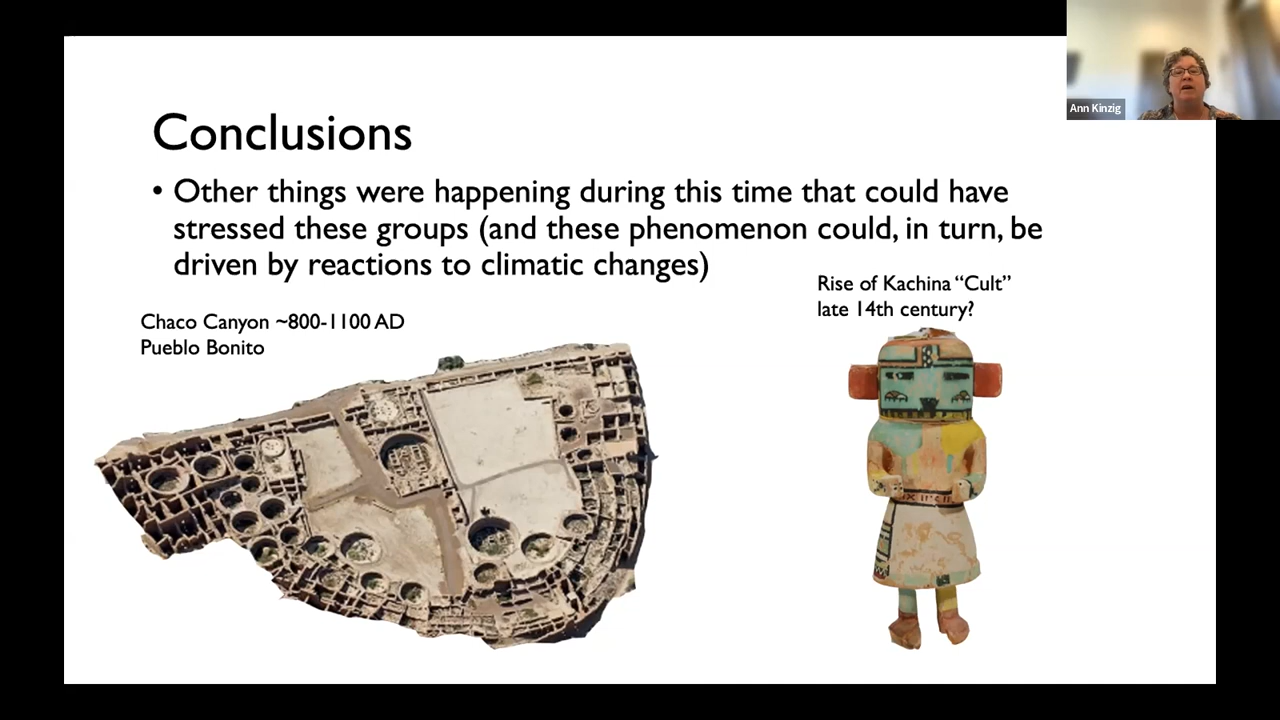 Ann Kinzig
Conclusions
• Other things were happening during this time that could have
stressed these groups (and these phenomenon could, in turn, be
driven by reactions to climatic changes)
Rise of Kachina “Cult”
late 14th century?
Chaco Canyon ~800-1100 AD
Pueblo Bonito